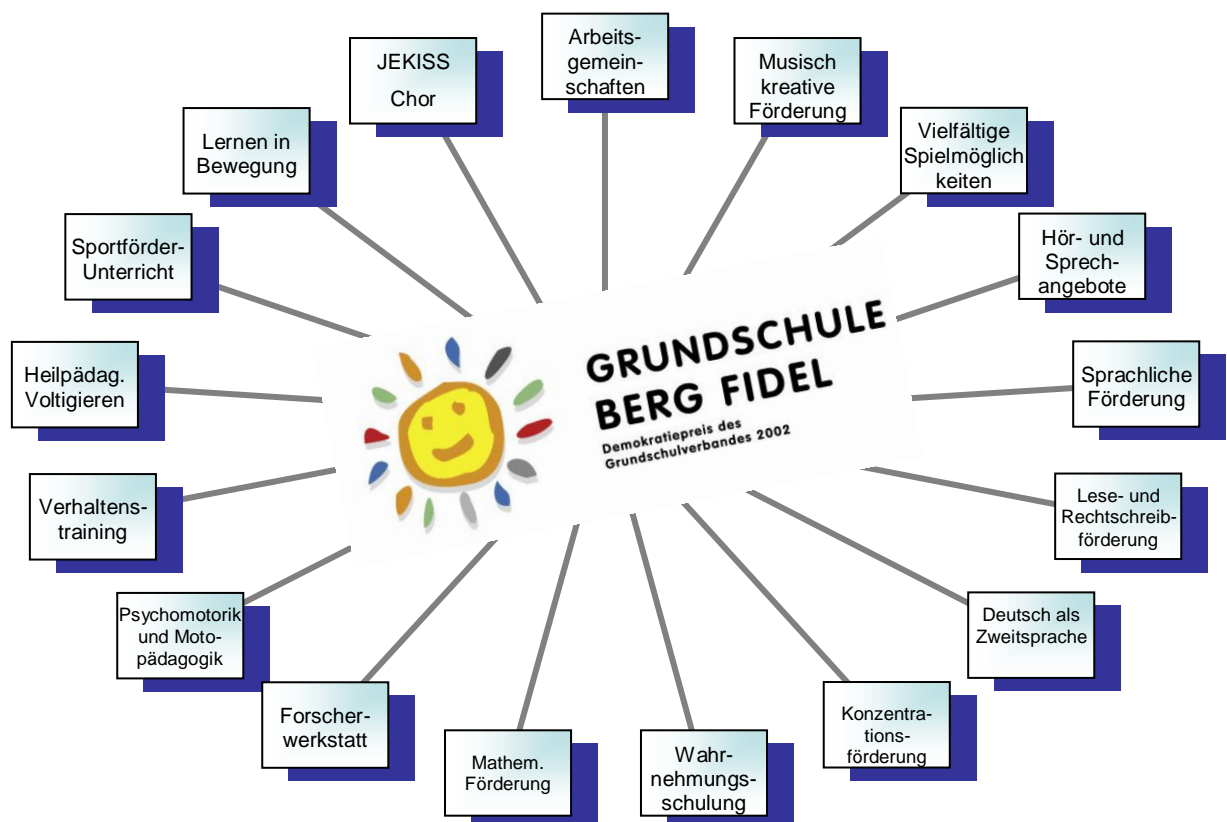 Arbeits-
gemein-
schaften
Musisch
kreative
Förderung
Vielfältige
Spielmöglich
keiten
Hör- und
Sprech-
angebote
Sprachliche
Förderung
Lese- und
Rechtschreib-
förderung
Deutsch als
Zweitsprache
Konzentra-
tions-
förderung
Wahr-
nehmungs-
schulung
Mathem.
Förderung
Forscher-
werkstatt
Psychomotorik
und Moto-
pädagogik
Verhaltens-
training
Heilpädag.
Voltigieren
Sportförder-
Unterricht
Lernen in
Bewegung
JEKISS
Chor
GRUNDSCHULE
BERG FIDEL
Demokratiepreis des
Grundschulverbandes 2002